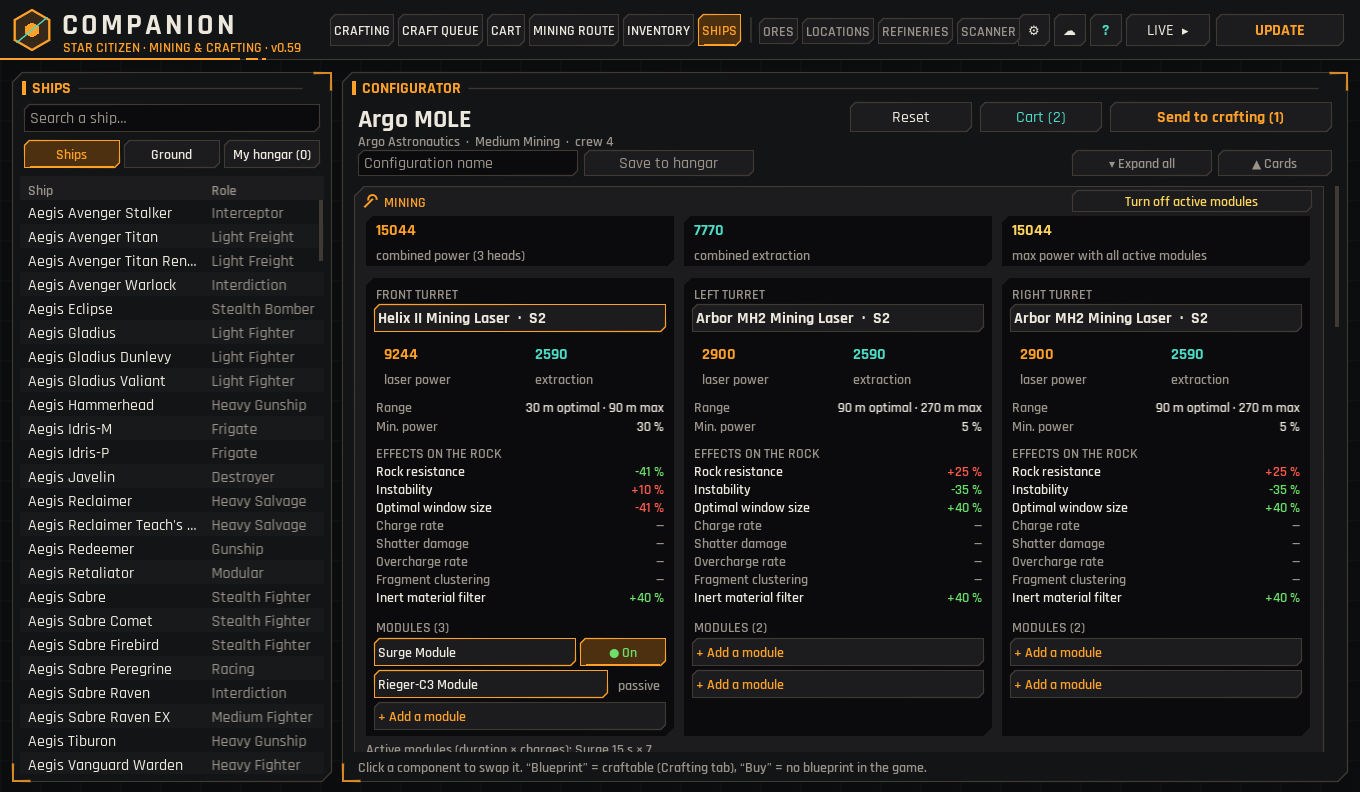 COMPANION
STAR CITIZEN · MINING & CRAFTING · v0.59
CRAFTING CRAFT QUEUE CART MINING ROUTE INVENTORY SHIPS ORES LOCATIONS REFINERIES SCANNER ? LIVE UPDATE
SHIPS
Search a ship...
Ships Ground My hangar (0)
Ship Role
Aegis Avenger Stalker Interceptor
Aegis Avenger Titan Light Freight
Aegis Avenger Titan Ren... Light Freight
Aegis Avenger Warlock Interdiction
Aegis Eclipse Stealth Bomber
Aegis Gladius Light Fighter
Aegis Gladius Dunlevy Light Fighter
Aegis Gladius Valiant Light Fighter
Aegis Hammerhead Heavy Gunship
Aegis Idris-M Frigate
Aegis Idris-P Frigate
Aegis Javelin Destroyer
Aegis Reclaimer Heavy Salvage
Aegis Reclaimer Teach's ... Heavy Salvage
Aegis Redeemer Gunship
Aegis Retaliator Modular
Aegis Sabre Stealth Fighter
Aegis Sabre Comet Stealth Fighter
Aegis Sabre Firebird Stealth Fighter
Aegis Sabre Peregrine Racing
Aegis Sabre Raven Interdiction
Aegis Sabre Raven EX Medium Fighter
Aegis Tiburon Heavy Gunship
Aegis Vanguard Warden Heavy Fighter
CONFIGURATOR
Argo MOLE
Argo Astronautics · Medium Mining · crew 4
Reset Cart (2) Send to crafting (1)
Configuration name Save to hangar ▾ Expand all ▲ Cards
MINING Turn off active modules
15044
combined power (3 heads)
7770
combined extraction
15044
max power with all active modules
FRONT TURRET
Helix II Mining Laser · S2
9244 2590
laser power extraction
Range 30 m optimal · 90 m max
Min. power 30 %
EFFECTS ON THE ROCK
Rock resistance -41 %
Instability +10 %
Optimal window size -41 %
Charge rate —
Shatter damage —
Overcharge rate —
Fragment clustering —
Inert material filter +40 %
MODULES (3)
Surge Module ● On
Rieger-C3 Module passive
+ Add a module
LEFT TURRET
Arbor MH2 Mining Laser · S2
2900 2590
laser power extraction
Range 90 m optimal · 270 m max
Min. power 5 %
EFFECTS ON THE ROCK
Rock resistance +25 %
Instability -35 %
Optimal window size +40 %
Charge rate —
Shatter damage —
Overcharge rate —
Fragment clustering —
Inert material filter +40 %
MODULES (2)
+ Add a module
+ Add a module
RIGHT TURRET
Arbor MH2 Mining Laser · S2
2900 2590
laser power extraction
Range 90 m optimal · 270 m max
Min. power 5 %
EFFECTS ON THE ROCK
Rock resistance +25 %
Instability -35 %
Optimal window size +40 %
Charge rate —
Shatter damage —
Overcharge rate —
Fragment clustering —
Inert material filter +40 %
MODULES (2)
+ Add a module
+ Add a module
Active modules (duration × charges): Surge 15 s × 7
Click a component to swap it. “Blueprint” = craftable (Crafting tab), “Buy” = no blueprint in the game.